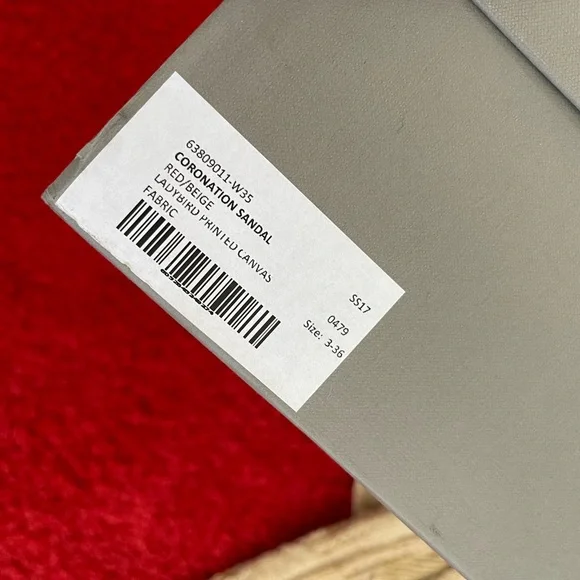 63809011-W35
CORONATION SANDAL
RED/BEIGE
LADYBIRD PRINTED CANVAS
FABRIC
SS17
0479
Size: 3-36